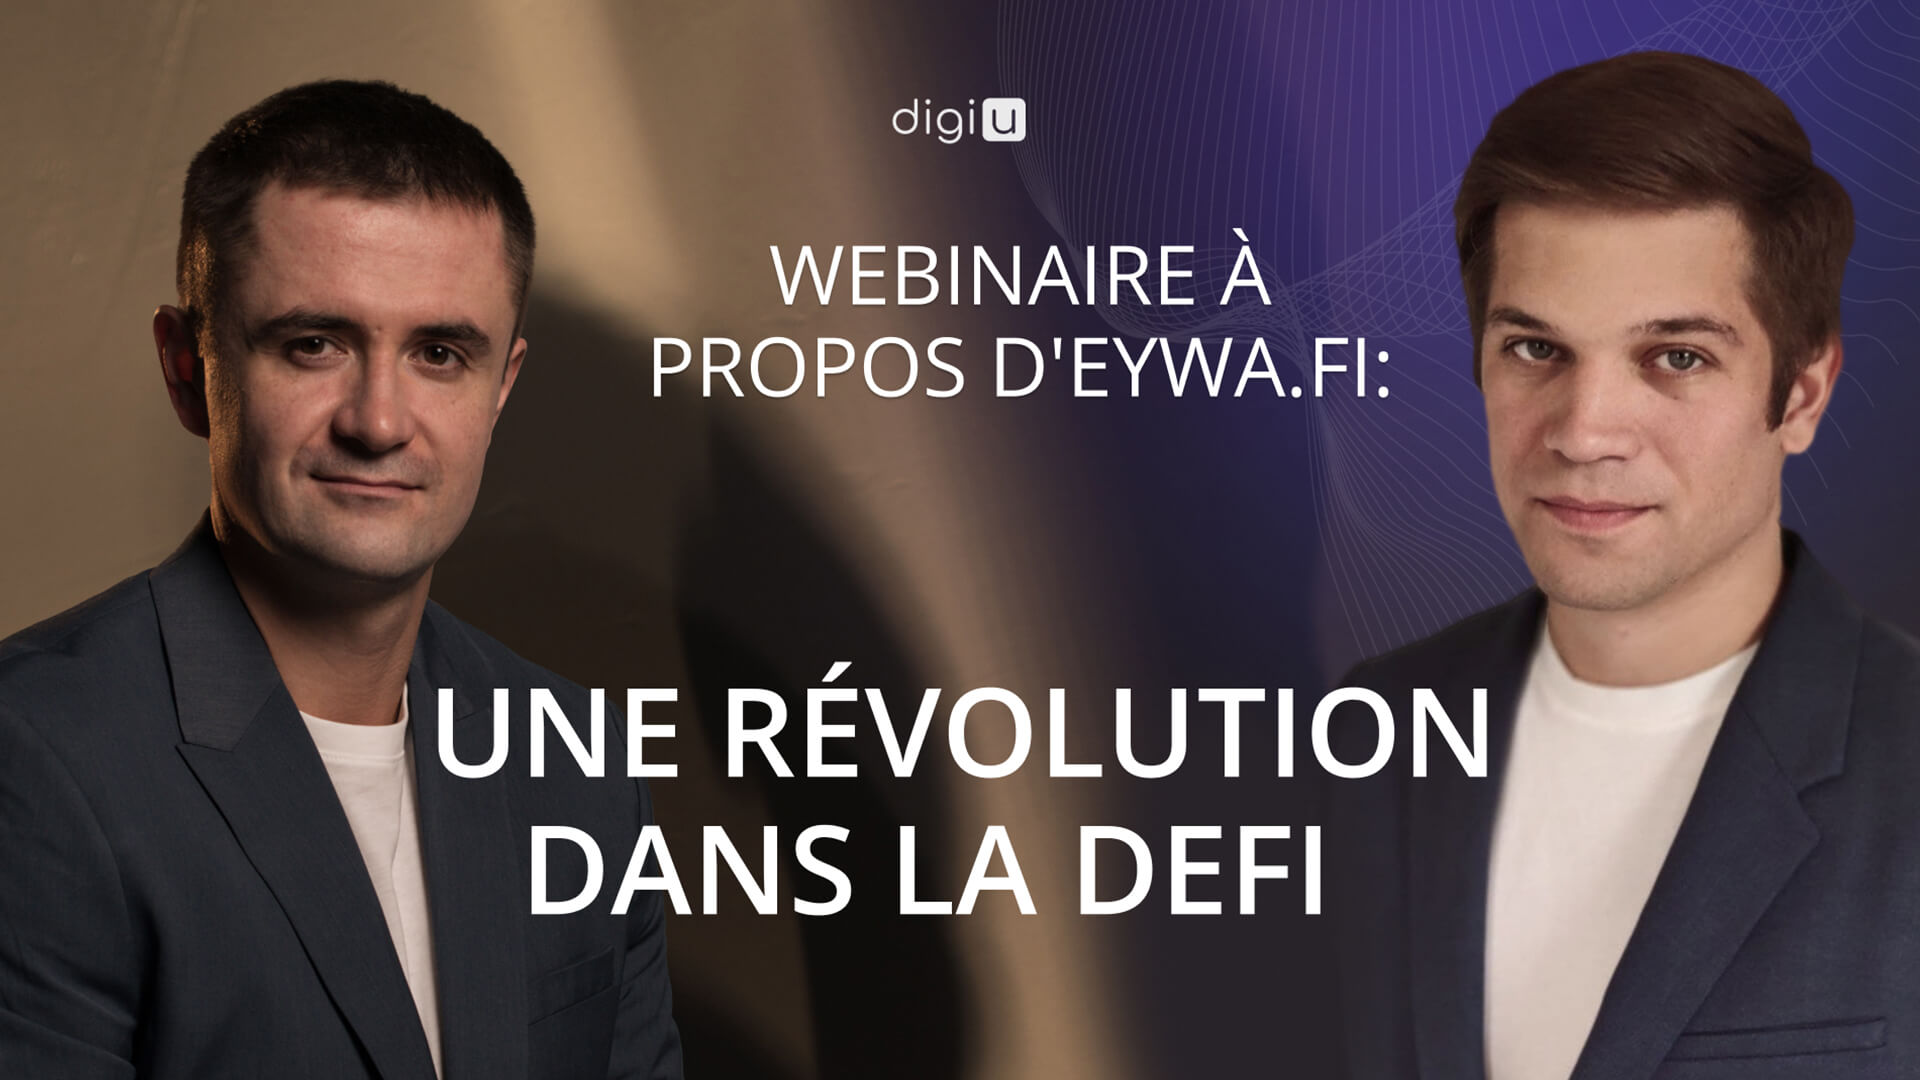 digiu
WEBINAIRE À
PROPOS D'EYWA.FI:
UNE RÉVOLUTION
DANS LA DEFI